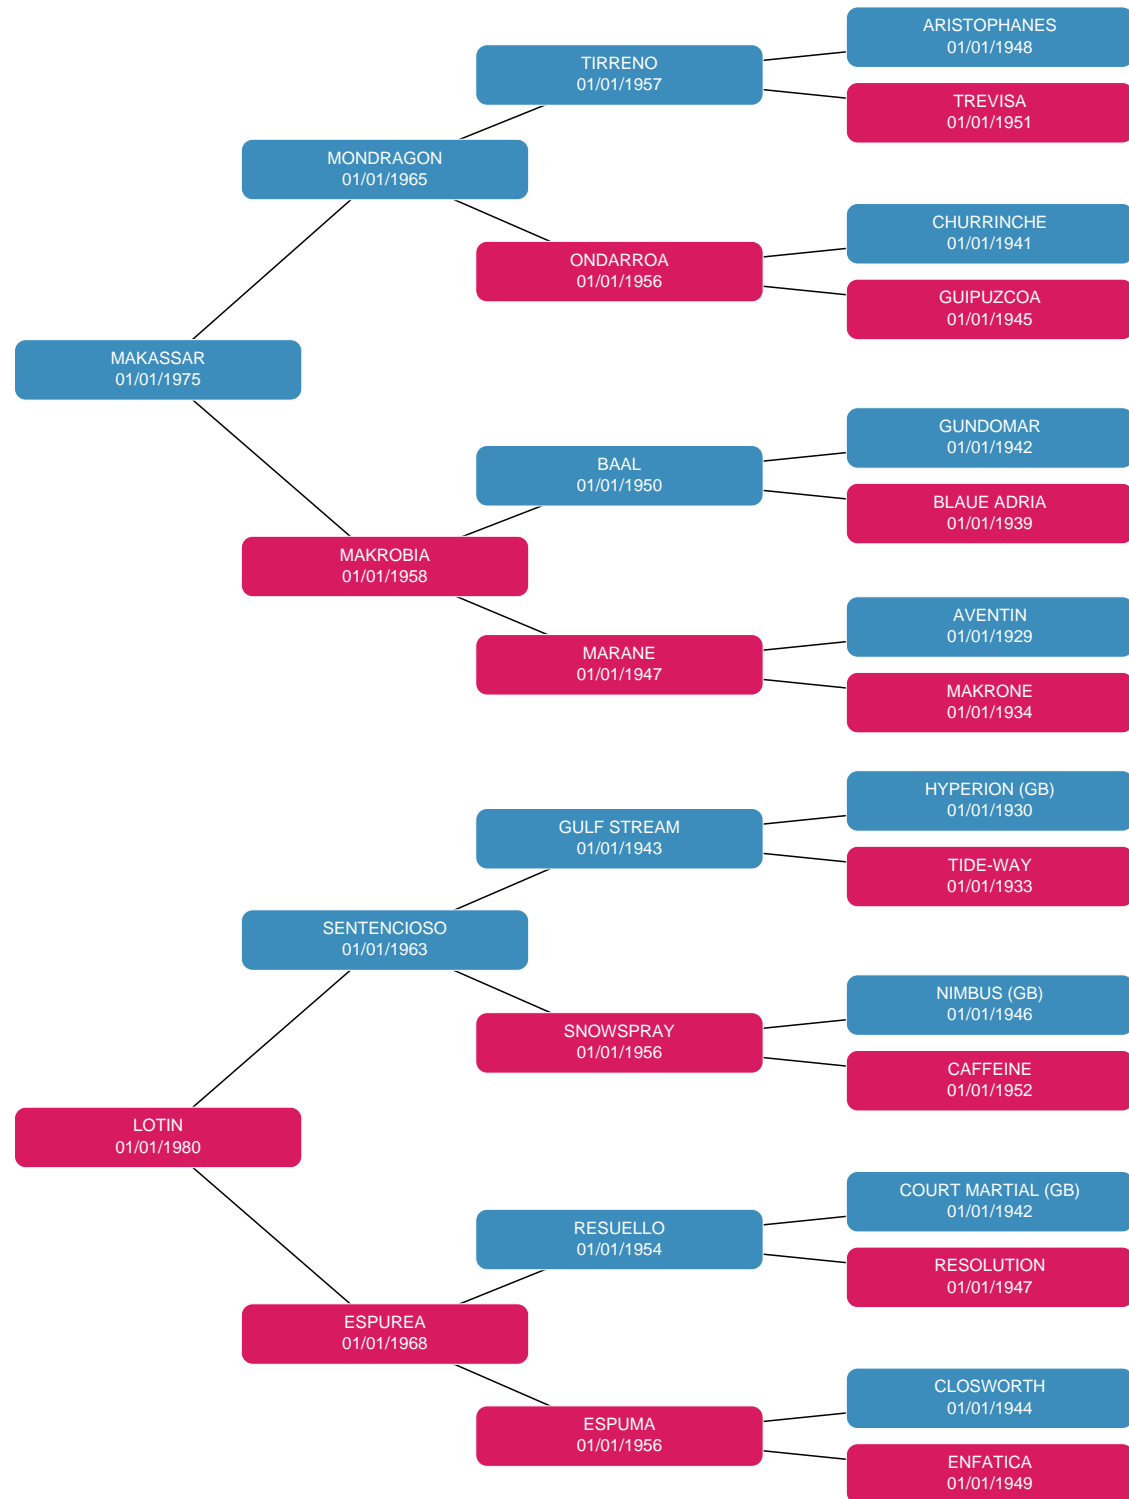 ARISTOPHANES
01/01/1948
TIRRENO
01/01/1957
TREVISA
01/01/1951
MONDRAGON
01/01/1965
CHURRINCHE
01/01/1941
ONDARROA
01/01/1956
GUIPUZCOA
01/01/1945
MAKASSAR
01/01/1975
GUNDOMAR
01/01/1942
BAAL
01/01/1950
BLAUE ADRIA
01/01/1939
MAKROBIA
01/01/1958
AVENTIN
01/01/1929
MARANE
01/01/1947
MAKRONE
01/01/1934
HYPERION (GB)
01/01/1930
GULF STREAM
01/01/1943
TIDE-WAY
01/01/1933
SENTENCIOSO
01/01/1963
NIMBUS (GB)
01/01/1946
SNOWSPRAY
01/01/1956
CAFFEINE
01/01/1952
LOTIN
01/01/1980
COURT MARTIAL (GB)
01/01/1942
RESUELLO
01/01/1954
RESOLUTION
01/01/1947
ESPUREA
01/01/1968
CLOSWORTH
01/01/1944
ESPUMA
01/01/1956
ENFATICA
01/01/1949